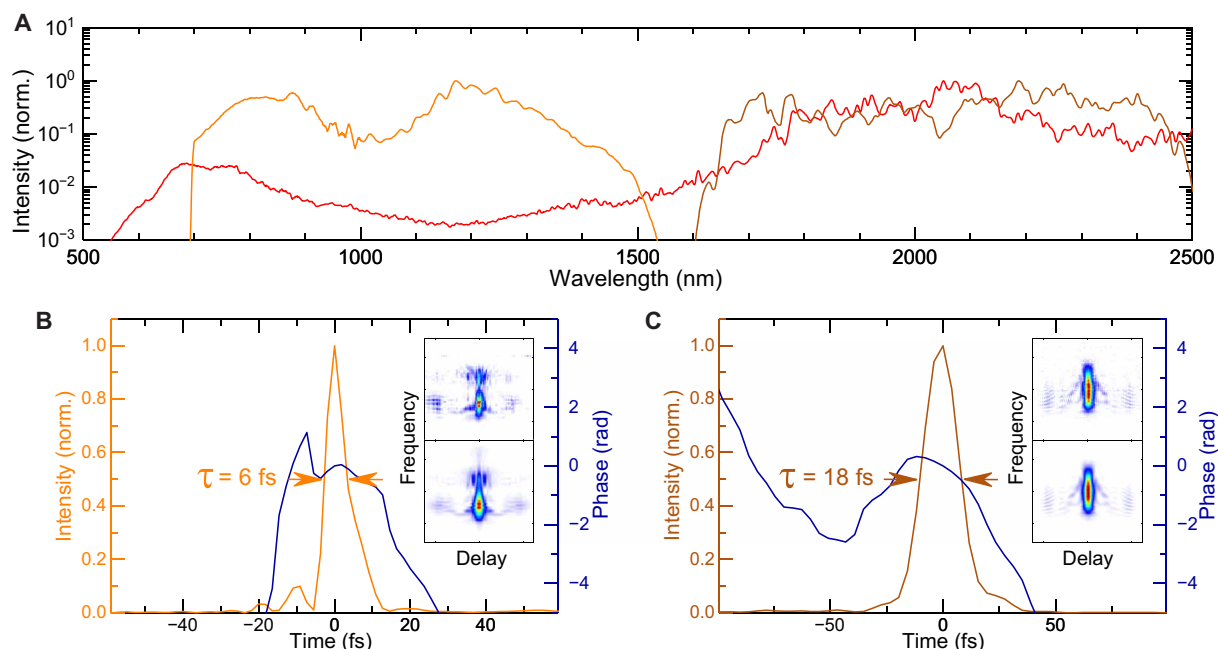 A
Intensity (norm.)
10¹
10⁰
10⁻¹
10⁻²
10⁻³
500 1000 1500 2000 2500
Wavelength (nm)
B
Intensity (norm.)
1.0
0.8
0.6
0.4
0.2
0.0
τ = 6 fs
Frequency
Delay
4
2
0
−2
−4
Phase (rad)
−40 −20 0 20 40
Time (fs)
C
Intensity (norm.)
1.0
0.8
0.6
0.4
0.2
0.0
τ = 18 fs
Frequency
Delay
4
2
0
−2
−4
Phase (rad)
−50 0 50
Time (fs)